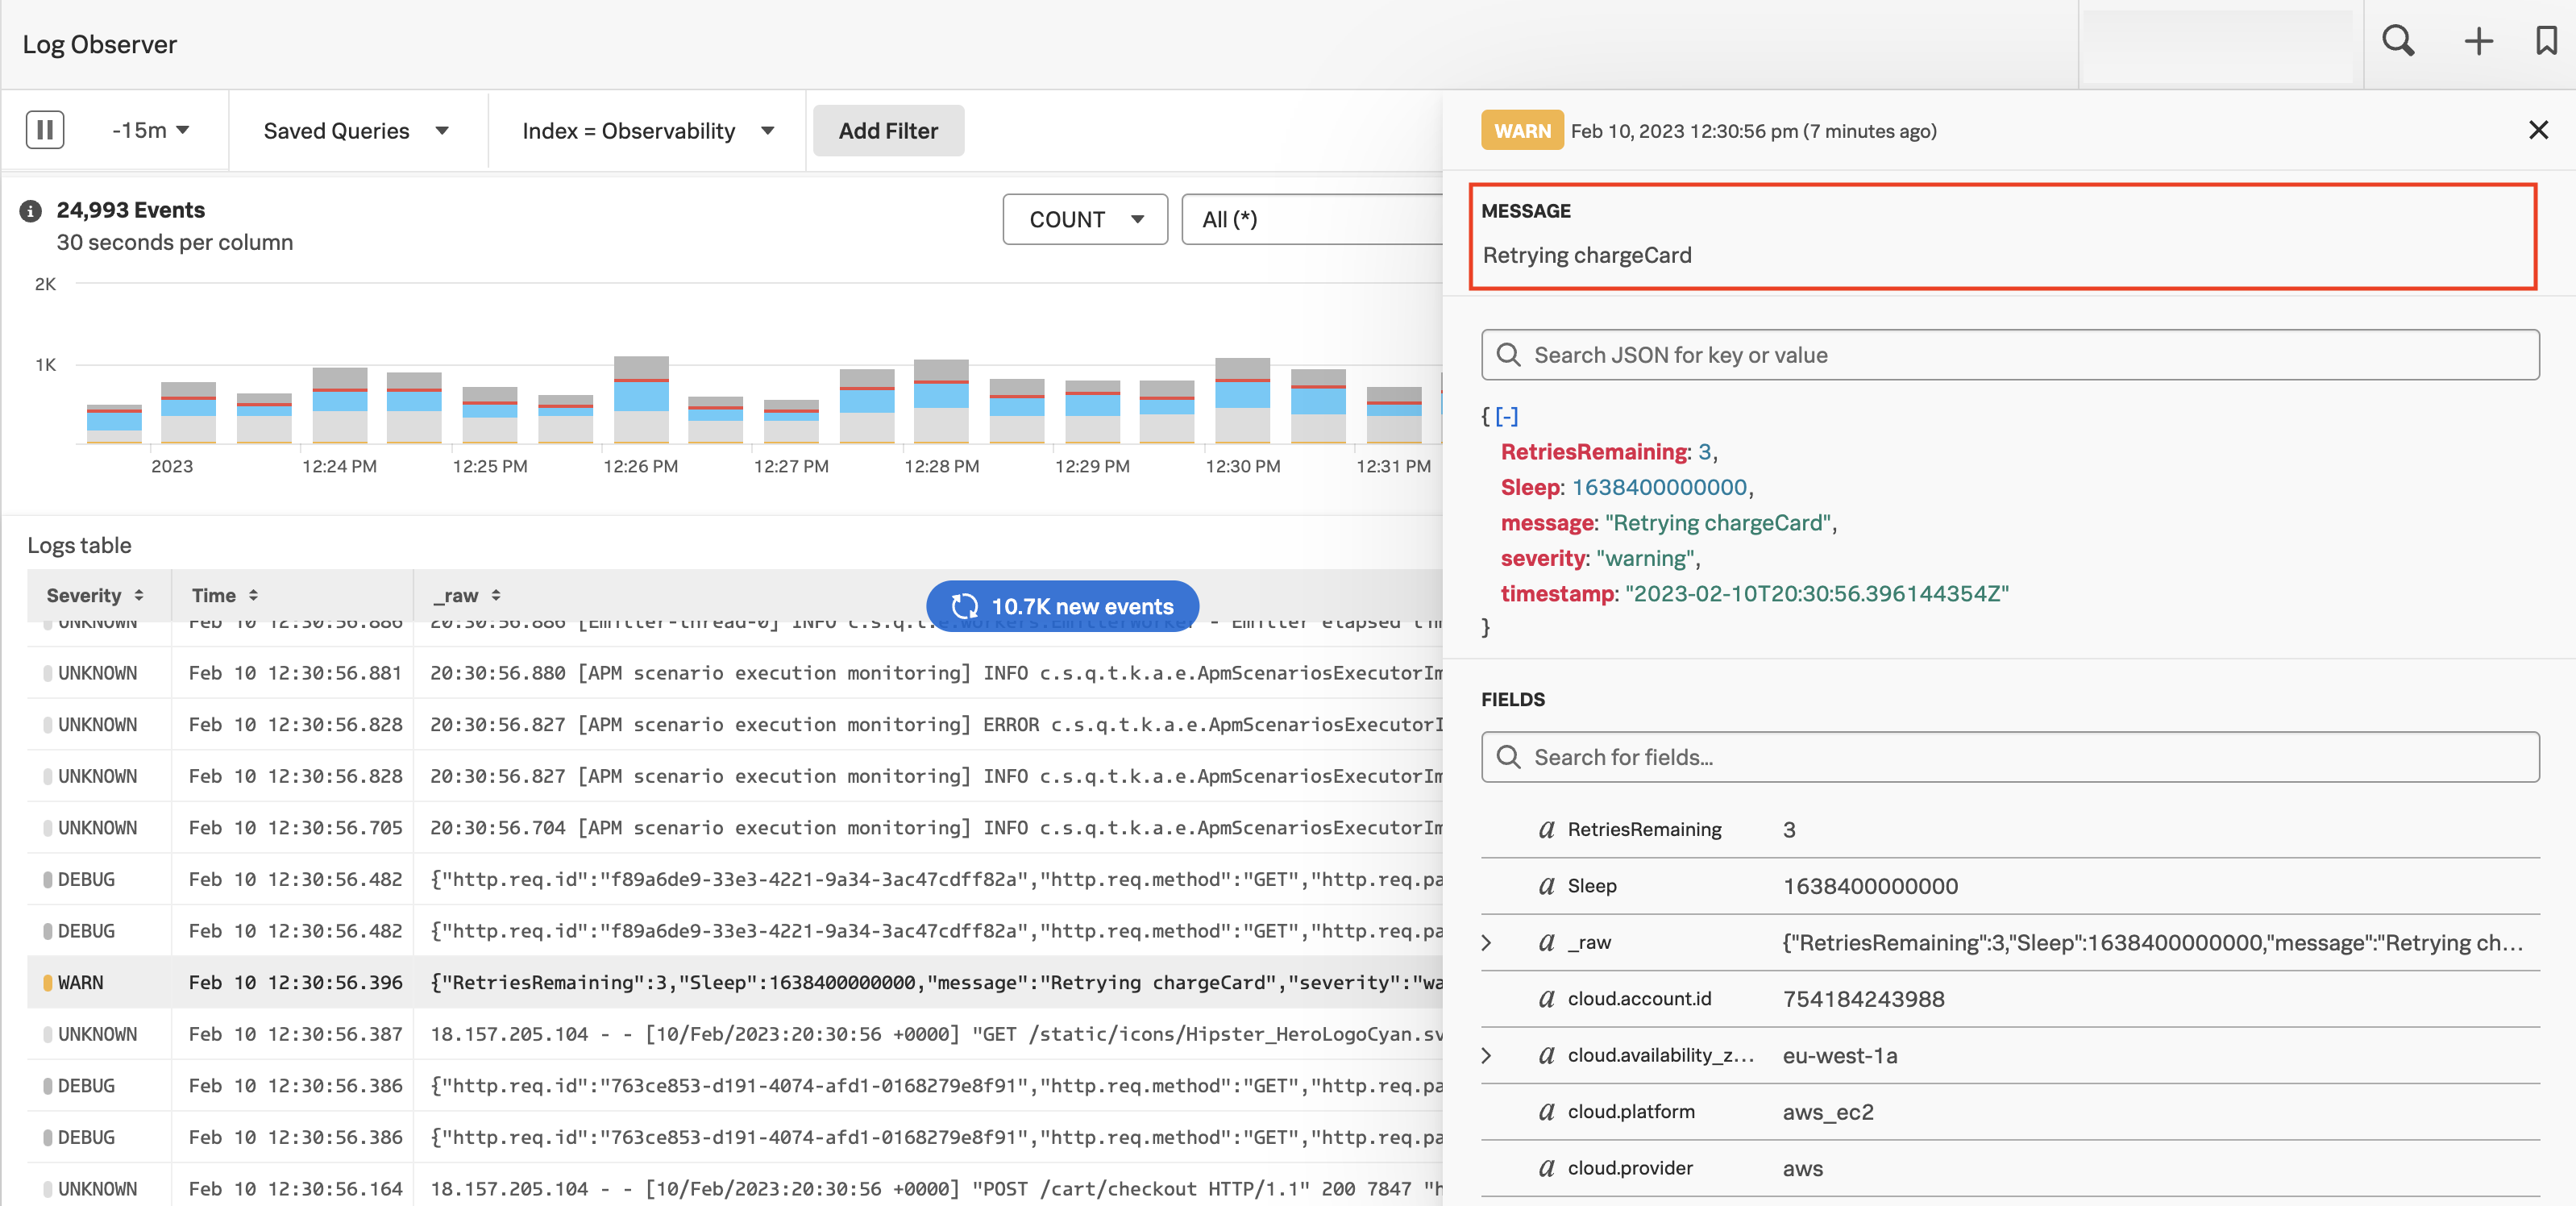 Log Observer
-15m
Saved Queries
Index = Observability
Add Filter
24,993 Events
30 seconds per column
COUNT
All (*)
2K
1K
2023
12:24 PM
12:25 PM
12:26 PM
12:27 PM
12:28 PM
12:29 PM
12:30 PM
12:31 PM
Logs table
Severity Time _raw
10.7K new events
UNKNOWN Feb 10 12:30:56.886 20:30:56.886 [Emitter-thread-0] INFO c.s.q.t.e.workers.EmitterWorker - Emitter elapsed
UNKNOWN Feb 10 12:30:56.881 20:30:56.880 [APM scenario execution monitoring] INFO c.s.q.t.k.a.e.ApmScenariosExecutorIm
UNKNOWN Feb 10 12:30:56.828 20:30:56.827 [APM scenario execution monitoring] ERROR c.s.q.t.k.a.e.ApmScenariosExecutorI
UNKNOWN Feb 10 12:30:56.828 20:30:56.827 [APM scenario execution monitoring] INFO c.s.q.t.k.a.e.ApmScenariosExecutorIm
UNKNOWN Feb 10 12:30:56.705 20:30:56.704 [APM scenario execution monitoring] INFO c.s.q.t.k.a.e.ApmScenariosExecutorIm
DEBUG Feb 10 12:30:56.482 {"http.req.id":"f89a6de9-33e3-4221-9a34-3ac47cdff82a","http.req.method":"GET","http.req.pa
DEBUG Feb 10 12:30:56.482 {"http.req.id":"f89a6de9-33e3-4221-9a34-3ac47cdff82a","http.req.method":"GET","http.req.pa
WARN Feb 10 12:30:56.396 {"RetriesRemaining":3,"Sleep":1638400000000,"message":"Retrying chargeCard","severity":"wa
UNKNOWN Feb 10 12:30:56.387 18.157.205.104 - - [10/Feb/2023:20:30:56 +0000] "GET /static/icons/Hipster_HeroLogoCyan.sv
DEBUG Feb 10 12:30:56.386 {"http.req.id":"763ce853-d191-4074-afd1-0168279e8f91","http.req.method":"GET","http.req.pa
DEBUG Feb 10 12:30:56.386 {"http.req.id":"763ce853-d191-4074-afd1-0168279e8f91","http.req.method":"GET","http.req.pa
UNKNOWN Feb 10 12:30:56.164 18.157.205.104 - - [10/Feb/2023:20:30:56 +0000] "POST /cart/checkout HTTP/1.1" 200 7847 "h
WARN Feb 10, 2023 12:30:56 pm (7 minutes ago)
MESSAGE
Retrying chargeCard
Search JSON for key or value
{ [-]
RetriesRemaining: 3,
Sleep: 1638400000000,
message: "Retrying chargeCard",
severity: "warning",
timestamp: "2023-02-10T20:30:56.396144354Z"
}
FIELDS
Search for fields...
a RetriesRemaining 3
a Sleep 1638400000000
a _raw {"RetriesRemaining":3,"Sleep":1638400000000,"message":"Retrying ch...
a cloud.account.id 754184243988
a cloud.availability_z... eu-west-1a
a cloud.platform aws_ec2
a cloud.provider aws